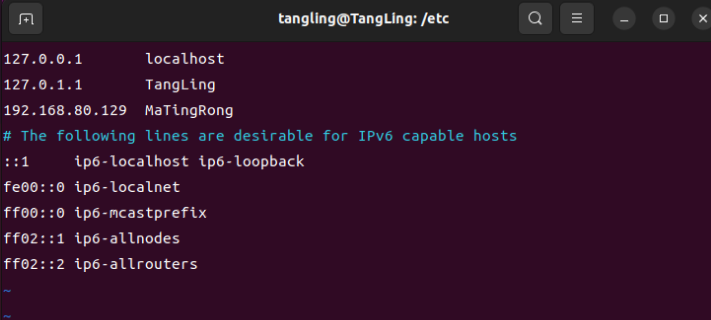 tangling@TangLing: /etc
127.0.0.1       localhost
127.0.1.1       TangLing
192.168.80.129  MaTingRong
# The following lines are desirable for IPv6 capable hosts
::1     ip6-localhost ip6-loopback
fe00::0 ip6-localnet
ff00::0 ip6-mcastprefix
ff02::1 ip6-allnodes
ff02::2 ip6-allrouters
~
~